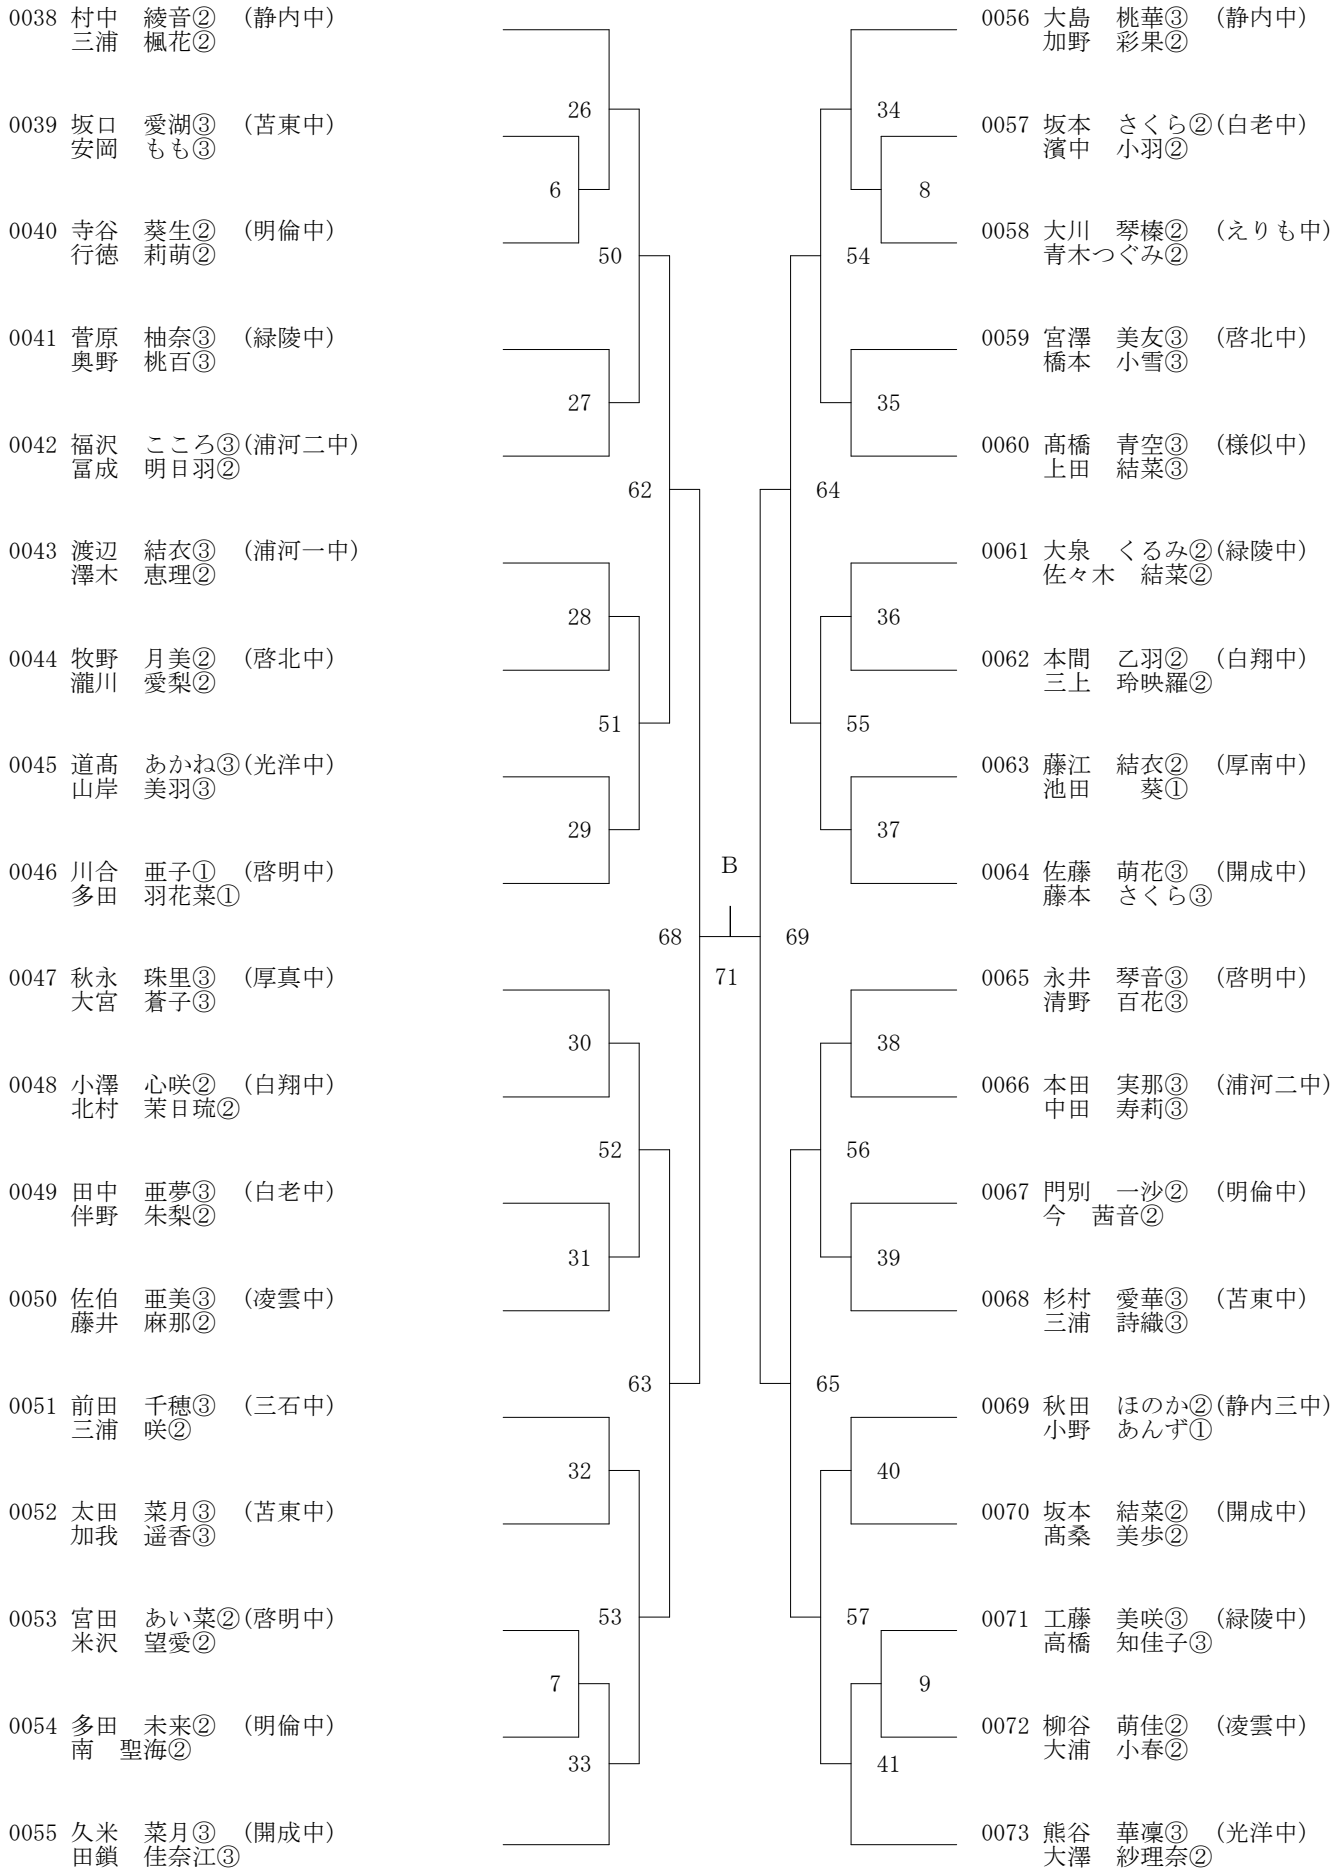 0038 村中　綾音②　(静内中)
三浦　楓花②
0039 坂口　愛湖③　(苫東中)
安岡　もも③
0040 寺谷　葵生②　(明倫中)
行徳　莉萌②
0041 菅原　柚奈③　(緑陵中)
奥野　桃百③
0042 福沢　こころ③(浦河二中)
冨成　明日羽②
0043 渡辺　結衣③　(浦河一中)
澤木　恵理②
0044 牧野　月美②　(啓北中)
瀧川　愛梨②
0045 道髙　あかね③(光洋中)
山岸　美羽③
0046 川合　亜子①　(啓明中)
多田　羽花菜①
0047 秋永　珠里③　(厚真中)
大宮　蒼子③
0048 小澤　心咲②　(白翔中)
北村　茉日琉②
0049 田中　亜夢③　(白老中)
伴野　朱梨②
0050 佐伯　亜美③　(凌雲中)
藤井　麻那②
0051 前田　千穂③　(三石中)
三浦　咲②
0052 太田　菜月③　(苫東中)
加我　遥香③
0053 宮田　あい菜②(啓明中)
米沢　望愛②
0054 多田　未来②　(明倫中)
南　聖海②
0055 久米　菜月③　(開成中)
田鎖　佳奈江③
26
6
50
27
62
28
51
29
68
30
52
31
63
32
53
7
33
B
71
34
8
54
35
64
36
55
37
69
38
56
39
65
40
57
9
41
0056 大島　桃華③　(静内中)
加野　彩果②
0057 坂本　さくら②(白老中)
濱中　小羽②
0058 大川　琴榛②　(えりも中)
青木つぐみ②
0059 宮澤　美友③　(啓北中)
橋本　小雪③
0060 髙橋　青空③　(様似中)
上田　結菜③
0061 大泉　くるみ②(緑陵中)
佐々木　結菜②
0062 本間　乙羽②　(白翔中)
三上　玲映羅②
0063 藤江　結衣②　(厚南中)
池田　　葵①
0064 佐藤　萌花③　(開成中)
藤本　さくら③
0065 永井　琴音③　(啓明中)
清野　百花③
0066 本田　実那③　(浦河二中)
中田　寿莉③
0067 門別　一沙②　(明倫中)
今　茜音②
0068 杉村　愛華③　(苫東中)
三浦　詩織③
0069 秋田　ほのか②(静内三中)
小野　あんず①
0070 坂本　結菜②　(開成中)
髙桑　美歩②
0071 工藤　美咲③　(緑陵中)
高橋　知佳子③
0072 柳谷　萌佳②　(凌雲中)
大浦　小春②
0073 熊谷　華凜③　(光洋中)
大澤　紗理奈②